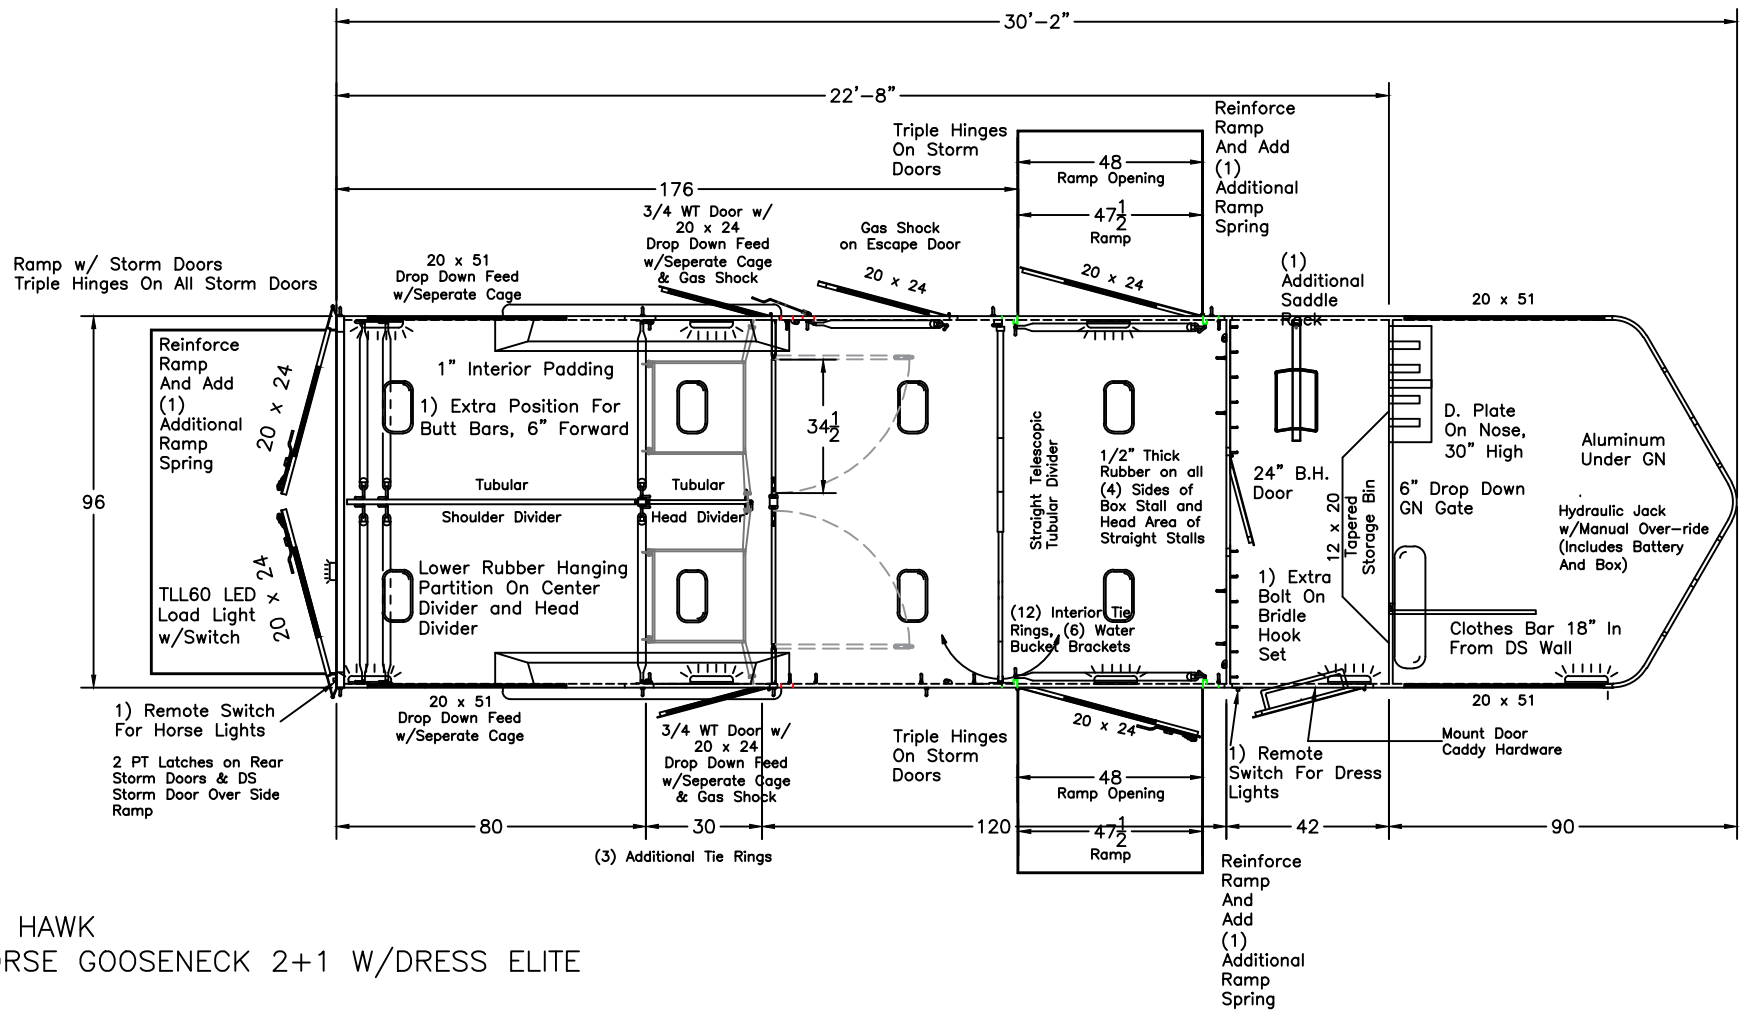 30'-2"
22'-8"
Reinforce
Ramp
And Add
(1)
Additional
Ramp
Spring
Triple Hinges
On Storm
Doors
48
Ramp Opening
176
47 1/2
Ramp
3/4 WT Door w/
20 x 24
Drop Down Feed
w/Seperate Cage
& Gas Shock
Gas Shock
on Escape Door
20 x 24
20 x 24
Ramp w/ Storm Doors
Triple Hinges On All Storm Doors
20 x 51
Drop Down Feed
w/Seperate Cage
(1)
Additional
Saddle
Rack
20 x 51
Reinforce
Ramp
And Add
(1)
Additional
Ramp
Spring
20 x 24
1" Interior Padding
1) Extra Position For
Butt Bars, 6" Forward
34 1/2
Straight Telescopic
Tubular Divider
1/2" Thick
Rubber on all
(4) Sides of
Box Stall and
Head Area of
Straight Stalls
24" B.H.
Door
12 x 20
Tapered
Storage Bin
D. Plate
On Nose,
30" High
6" Drop Down
GN Gate
Aluminum
Under GN
Hydraulic Jack
w/Manual Over-ride
(Includes Battery
And Box)
96
Tubular
Tubular
Shoulder Divider
Head Divider
Lower Rubber Hanging
Partition On Center
Divider and Head
Divider
TLL60 LED
Load Light
w/Switch
20 x 24
(12) Interior Tie
Rings, (6) Water
Bucket Brackets
1) Extra
Bolt On
Bridle
Hook
Set
Clothes Bar 18" In
From DS Wall
1) Remote Switch
For Horse Lights
2 PT Latches on Rear
Storm Doors & DS
Storm Door Over Side
Ramp
20 x 51
Drop Down Feed
w/Seperate Cage
3/4 WT Door w/
20 x 24
Drop Down Feed
w/Seperate Cage
& Gas Shock
Triple Hinges
On Storm
Doors
20 x 24
48
Ramp Opening
47 1/2
Ramp
1) Remote
Switch For Dress
Lights
20 x 51
Mount Door
Caddy Hardware
80
30
120
42
90
(3) Additional Tie Rings
Reinforce
Ramp
And
Add
(1)
Additional
Ramp
Spring
HAWK
ORSE GOOSENECK 2+1 W/DRESS ELITE